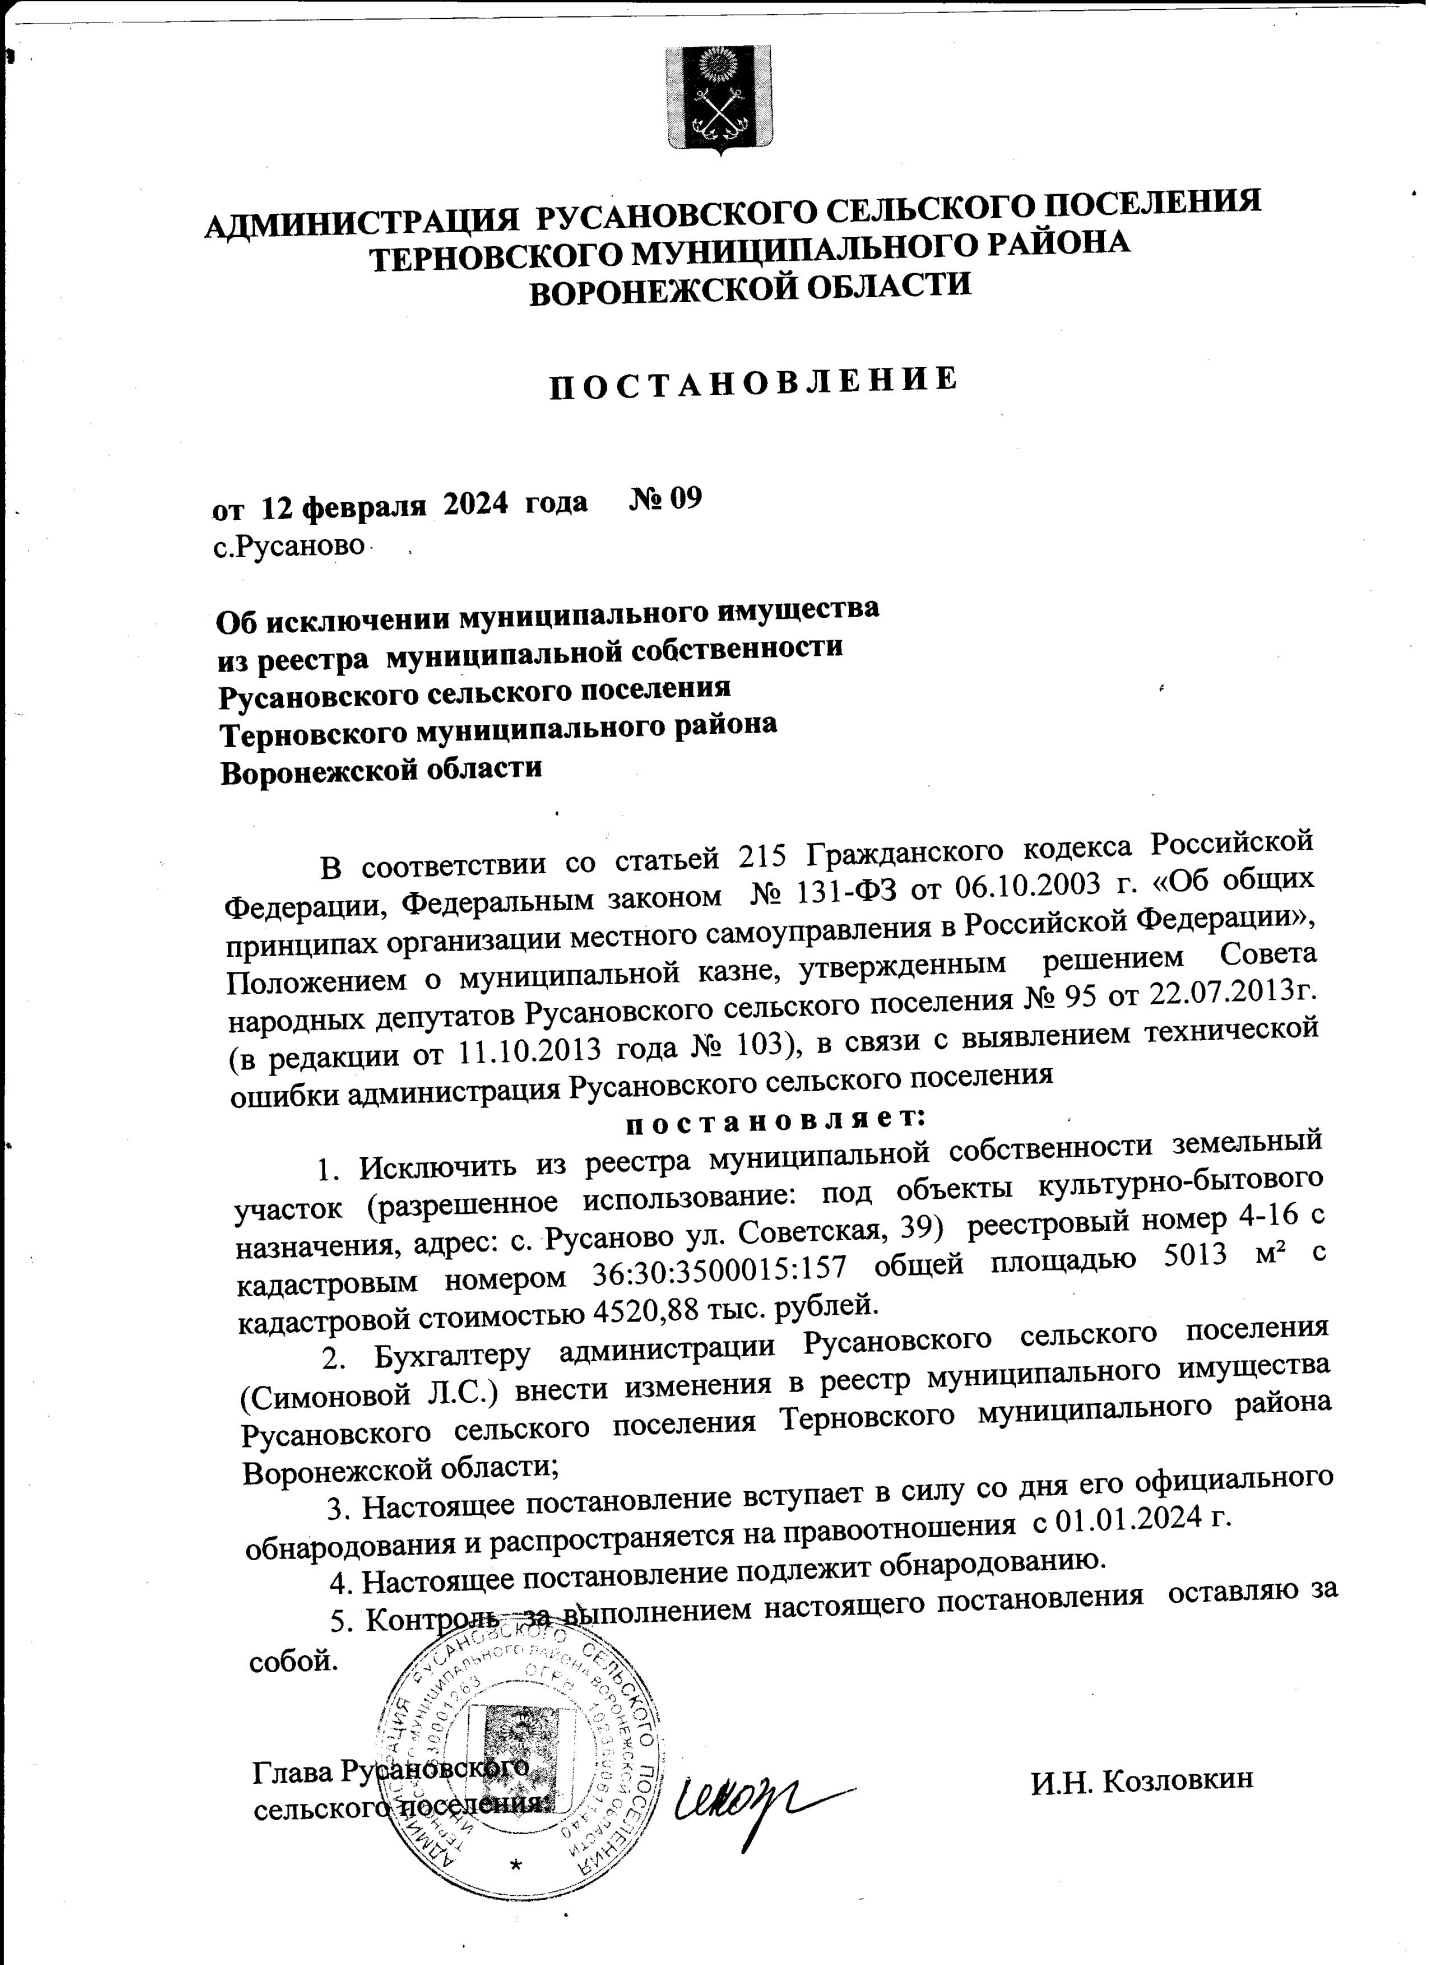 АДМИНИСТРАЦИЯ РУСАНОВСКОГО СЕЛЬСКОГО ПОСЕЛЕНИЯ
ТЕРНОВСКОГО МУНИЦИПАЛЬНОГО РАЙОНА
ВОРОНЕЖСКОЙ ОБЛАСТИ
П О С Т А Н О В Л Е Н И Е
от 12 февраля 2024 года № 09
с.Русаново
Об исключении муниципального имущества
из реестра муниципальной собственности
Русановского сельского поселения
Терновского муниципального района
Воронежской области
В соответствии со статьей 215 Гражданского кодекса Российской
Федерации, Федеральным законом № 131-ФЗ от 06.10.2003 г. «Об общих
принципах организации местного самоуправления в Российской Федерации»,
Положением о муниципальной казне, утвержденным решением Совета
народных депутатов Русановского сельского поселения № 95 от 22.07.2013г.
(в редакции от 11.10.2013 года № 103), в связи с выявлением технической
ошибки администрация Русановского сельского поселения
п о с т а н о в л я е т:
1. Исключить из реестра муниципальной собственности земельный
участок (разрешенное использование: под объекты культурно-бытового
назначения, адрес: с. Русаново ул. Советская, 39) реестровый номер 4-16 с
кадастровым номером 36:30:3500015:157 общей площадью 5013 м² с
кадастровой стоимостью 4520,88 тыс. рублей.
2. Бухгалтеру администрации Русановского сельского поселения
(Симоновой Л.С.) внести изменения в реестр муниципального имущества
Русановского сельского поселения Терновского муниципального района
Воронежской области;
3. Настоящее постановление вступает в силу со дня его официального
обнародования и распространяется на правоотношения с 01.01.2024 г.
4. Настоящее постановление подлежит обнародованию.
5. Контроль за выполнением настоящего постановления оставляю за
собой.
Глава Русановского
сельского поселения:
И.Н. Козловкин
АДМИНИСТРАЦИЯ РУСАНОВСКОГО СЕЛЬСКОГО ПОСЕЛЕНИЯ
ТЕРНОВСКОГО МУНИЦИПАЛЬНОГО РАЙОНА ВОРОНЕЖСКОЙ ОБЛАСТИ